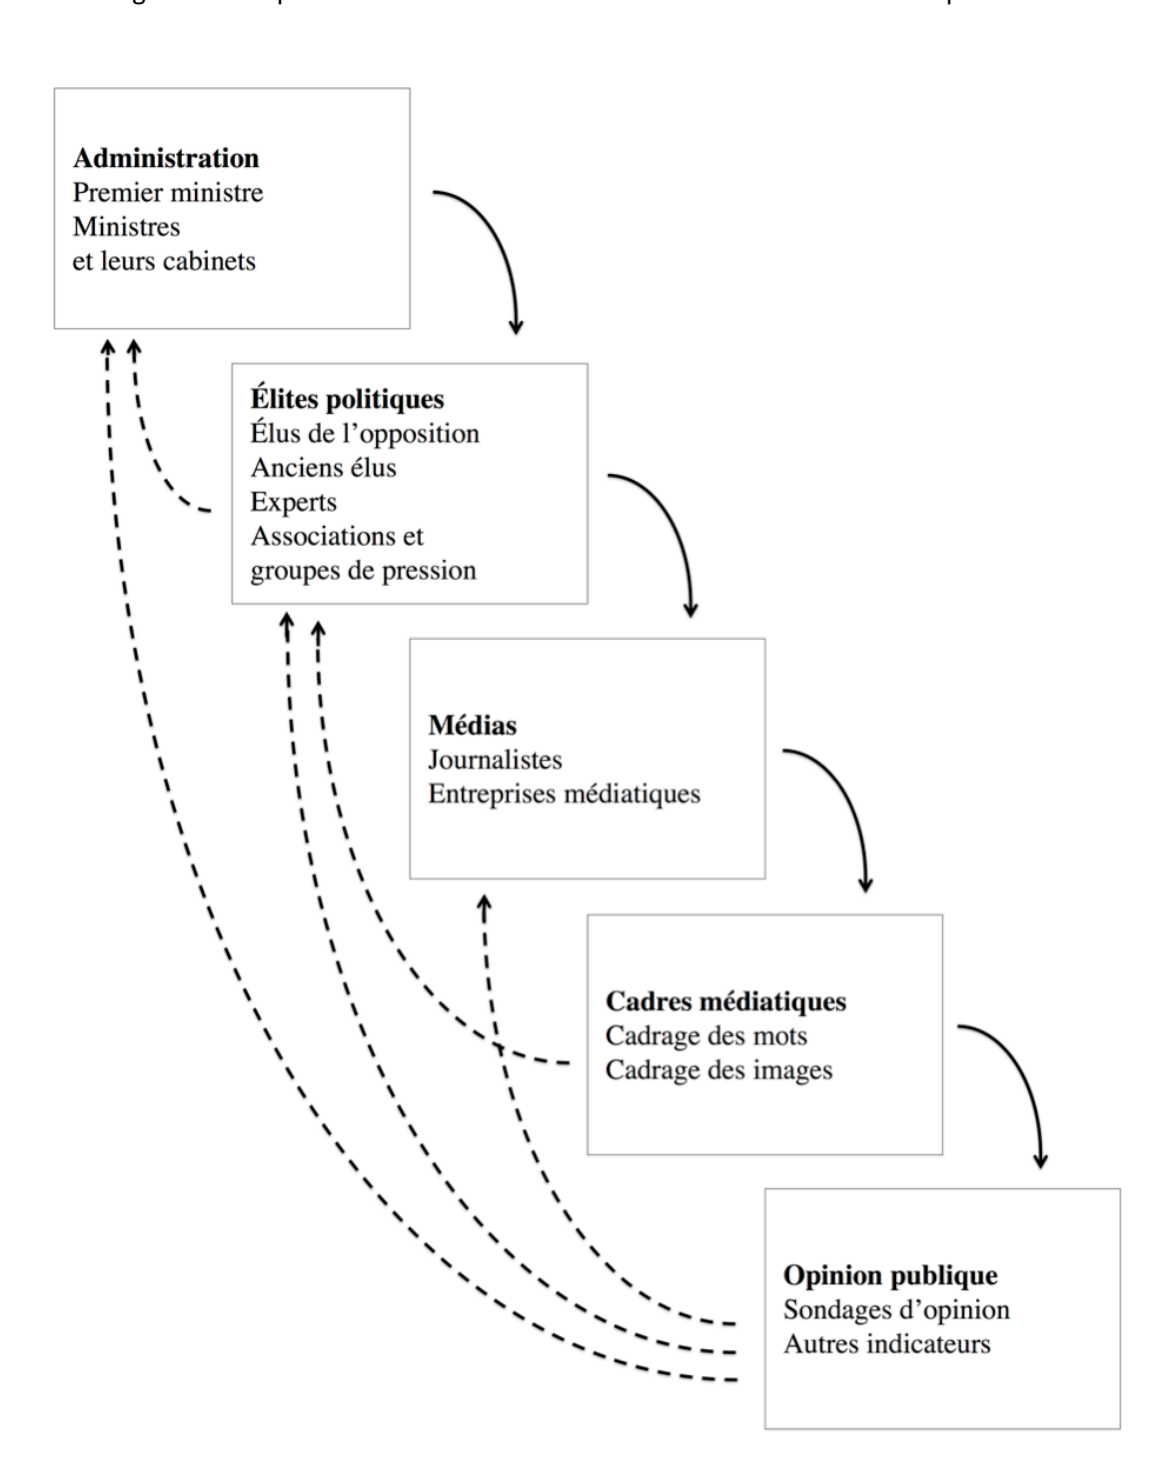 Administration
Premier ministre
Ministres
et leurs cabinets
Élites politiques
Élus de l’opposition
Anciens élus
Experts
Associations et
groupes de pression
Médias
Journalistes
Entreprises médiatiques
Cadres médiatiques
Cadrage des mots
Cadrage des images
Opinion publique
Sondages d’opinion
Autres indicateurs